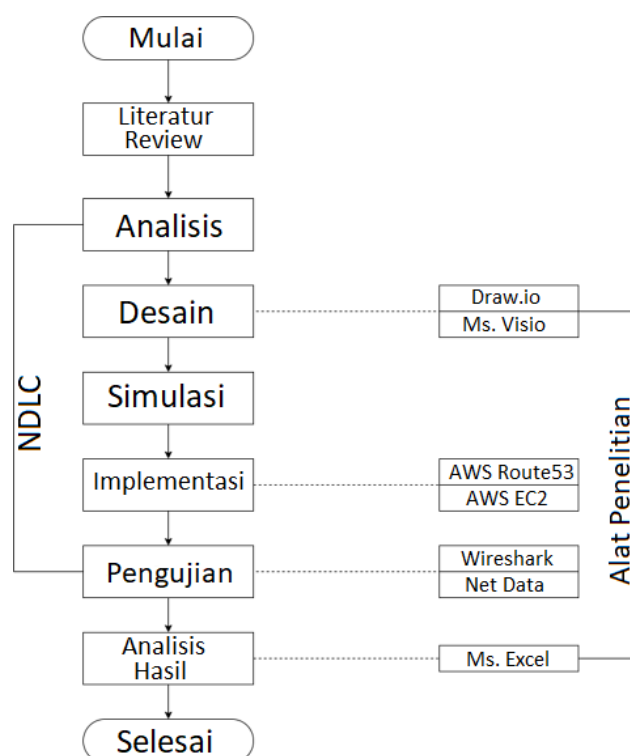 Mulai
Literatur
Review
Analisis
Desain
Draw.io
Ms. Visio
NDLC
Simulasi
Alat Penelitian
Implementasi
AWS Route53
AWS EC2
Pengujian
Wireshark
Net Data
Analisis
Hasil
Ms. Excel
Selesai